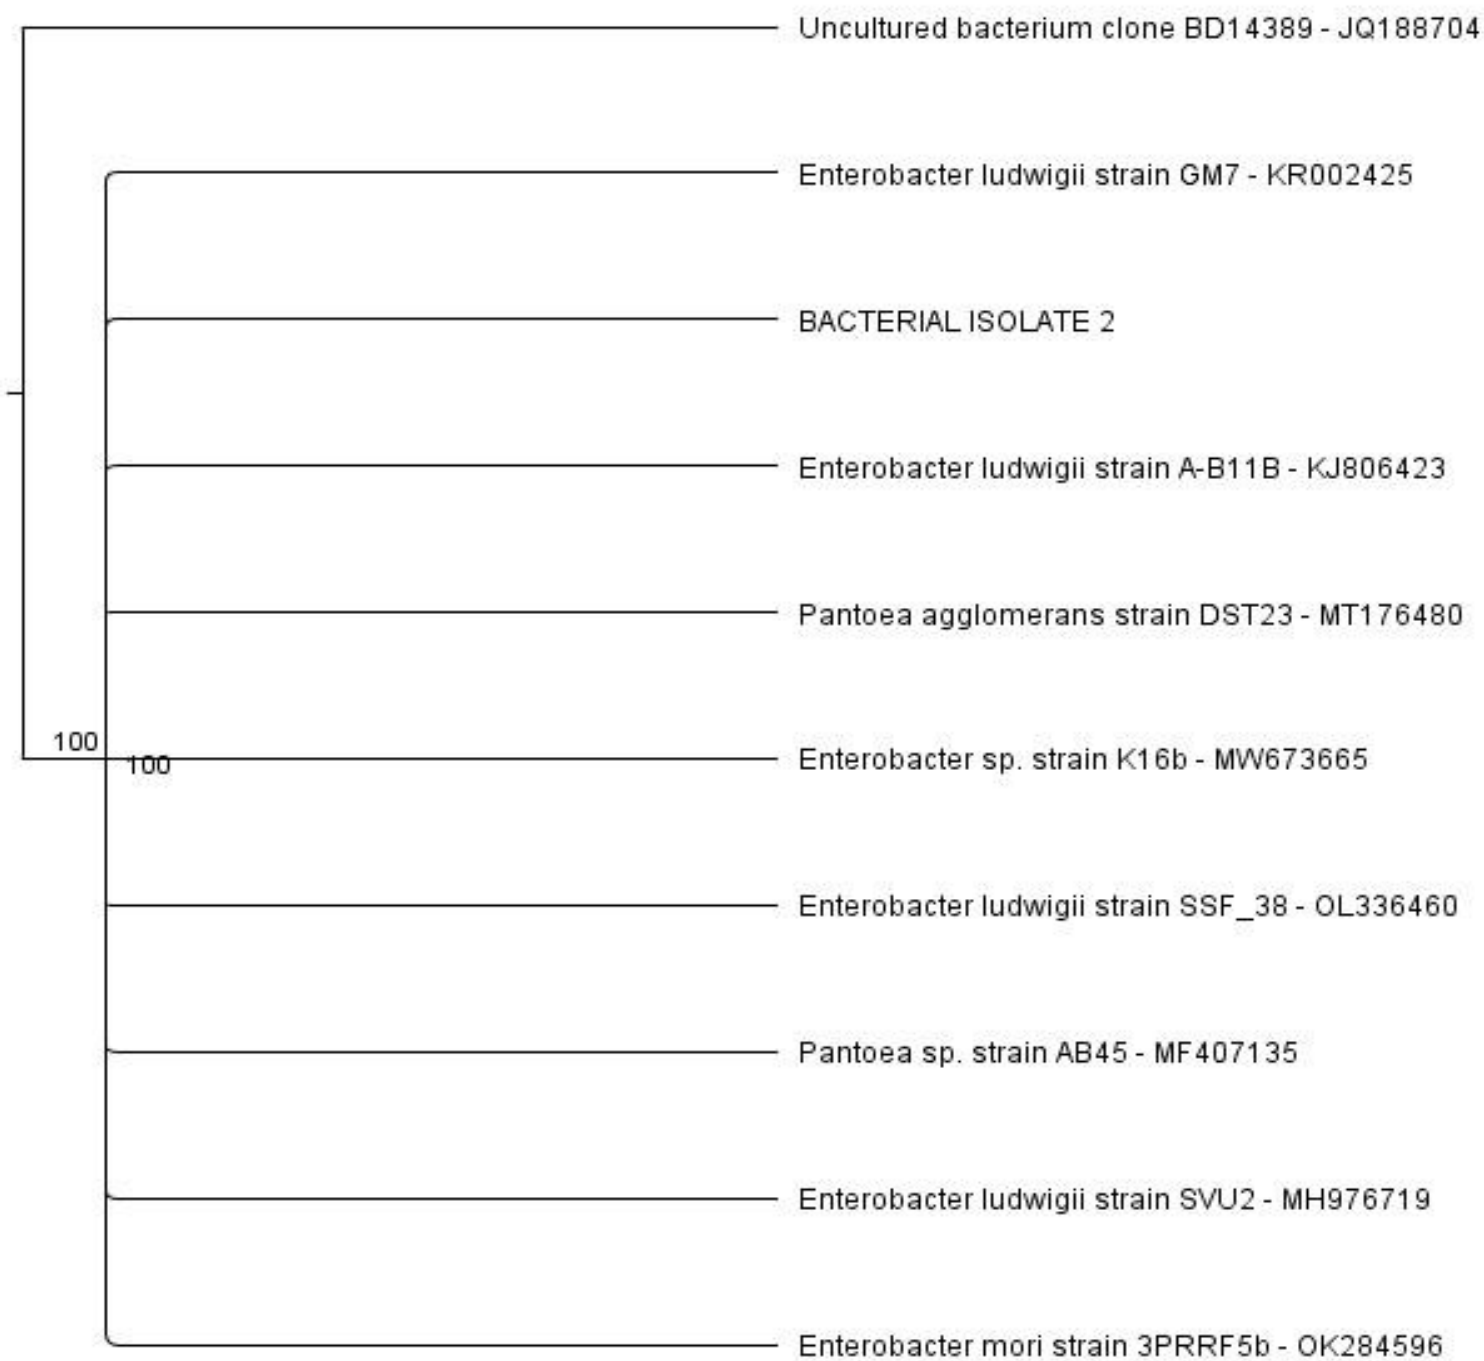 Uncultured bacterium clone BD14389 - JQ188704
Enterobacter ludwigii strain GM7 - KR002425
BACTERIAL ISOLATE 2
Enterobacter ludwigii strain A-B11B - KJ806423
Pantoea agglomerans strain DST23 - MT176480
100
100
Enterobacter sp. strain K16b - MW673665
Enterobacter ludwigii strain SSF_38 - OL336460
Pantoea sp. strain AB45 - MF407135
Enterobacter ludwigii strain SVU2 - MH976719
Enterobacter mori strain 3PRRF5b - OK284596